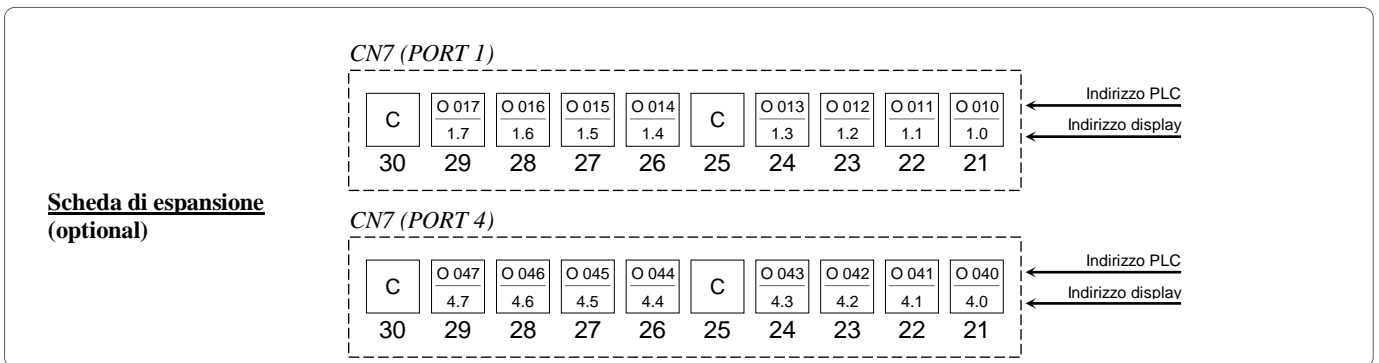 CN7 (PORT 1)
C O 017 O 016 O 015 O 014 C O 013 O 012 O 011 O 010 Indirizzo PLC
1.7 1.6 1.5 1.4 1.3 1.2 1.1 1.0 Indirizzo display
30 29 28 27 26 25 24 23 22 21
Scheda di espansione
(optional)
CN7 (PORT 4)
C O 047 O 046 O 045 O 044 C O 043 O 042 O 041 O 040 Indirizzo PLC
4.7 4.6 4.5 4.4 4.3 4.2 4.1 4.0 Indirizzo display
30 29 28 27 26 25 24 23 22 21